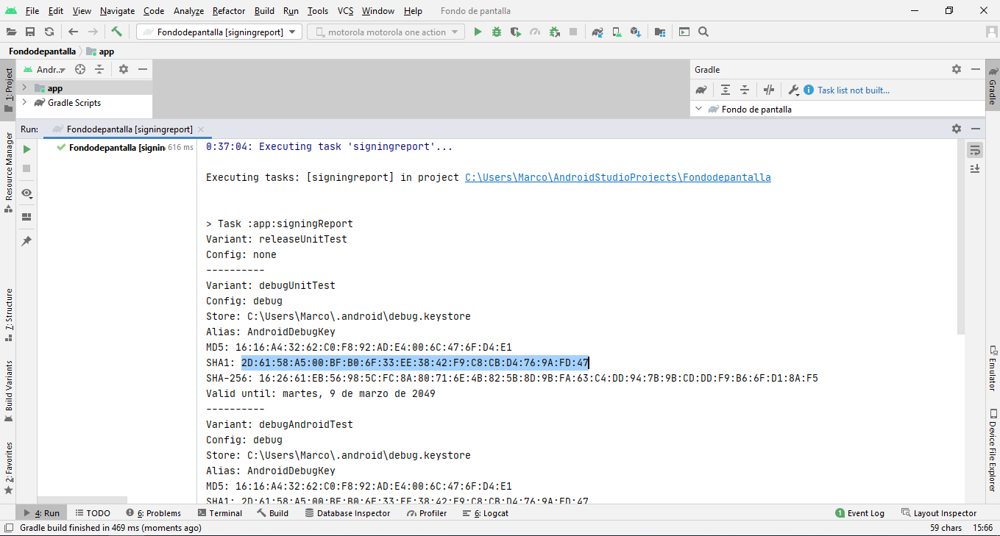 File Edit View Navigate Code Analyze Refactor Build Run Tools VCS Window Help Fondo de pantalla
Fondodepantalla [signingreport] motorola motorola one action
Fondodepantalla app
1: Project
Resource Manager
7: Structure
Build Variants
2: Favorites
Andr..
app
Gradle Scripts
Gradle
Task list not built...
Fondo de pantalla
Gradle
Emulator
Device File Explorer
Run: Fondodepantalla [signingreport]
Fondodepantalla [signin 616 ms
0:37:04: Executing task 'signingreport'...
Executing tasks: [signingreport] in project C:\Users\Marco\AndroidStudioProjects\Fondodepantalla
> Task :app:signingReport
Variant: releaseUnitTest
Config: none
----------
Variant: debugUnitTest
Config: debug
Store: C:\Users\Marco\.android\debug.keystore
Alias: AndroidDebugKey
MD5: 16:16:A4:32:62:C0:F8:92:AD:E4:00:6C:47:6F:D4:E1
SHA1: 2D:61:58:A5:00:BF:B0:6F:33:EE:38:42:F9:C8:CB:D4:76:9A:FD:47
SHA-256: 16:26:61:EB:56:98:5C:FC:8A:80:71:6E:4B:82:5B:8D:9B:FA:63:C4:DD:94:7B:9B:CD:DD:F9:B6:6F:D1:8A:F5
Valid until: martes, 9 de marzo de 2049
----------
Variant: debugAndroidTest
Config: debug
Store: C:\Users\Marco\.android\debug.keystore
Alias: AndroidDebugKey
MD5: 16:16:A4:32:62:C0:F8:92:AD:E4:00:6C:47:6F:D4:E1
SHA1: 2D:61:58:A5:00:BF:B0:6F:33:EE:38:42:F9:C8:CB:D4:76:9A:FD:47
4: Run TODO 6: Problems Terminal Build Database Inspector Profiler 6: Logcat 1 Event Log Layout Inspector
Gradle build finished in 469 ms (moments ago) 59 chars 15:66